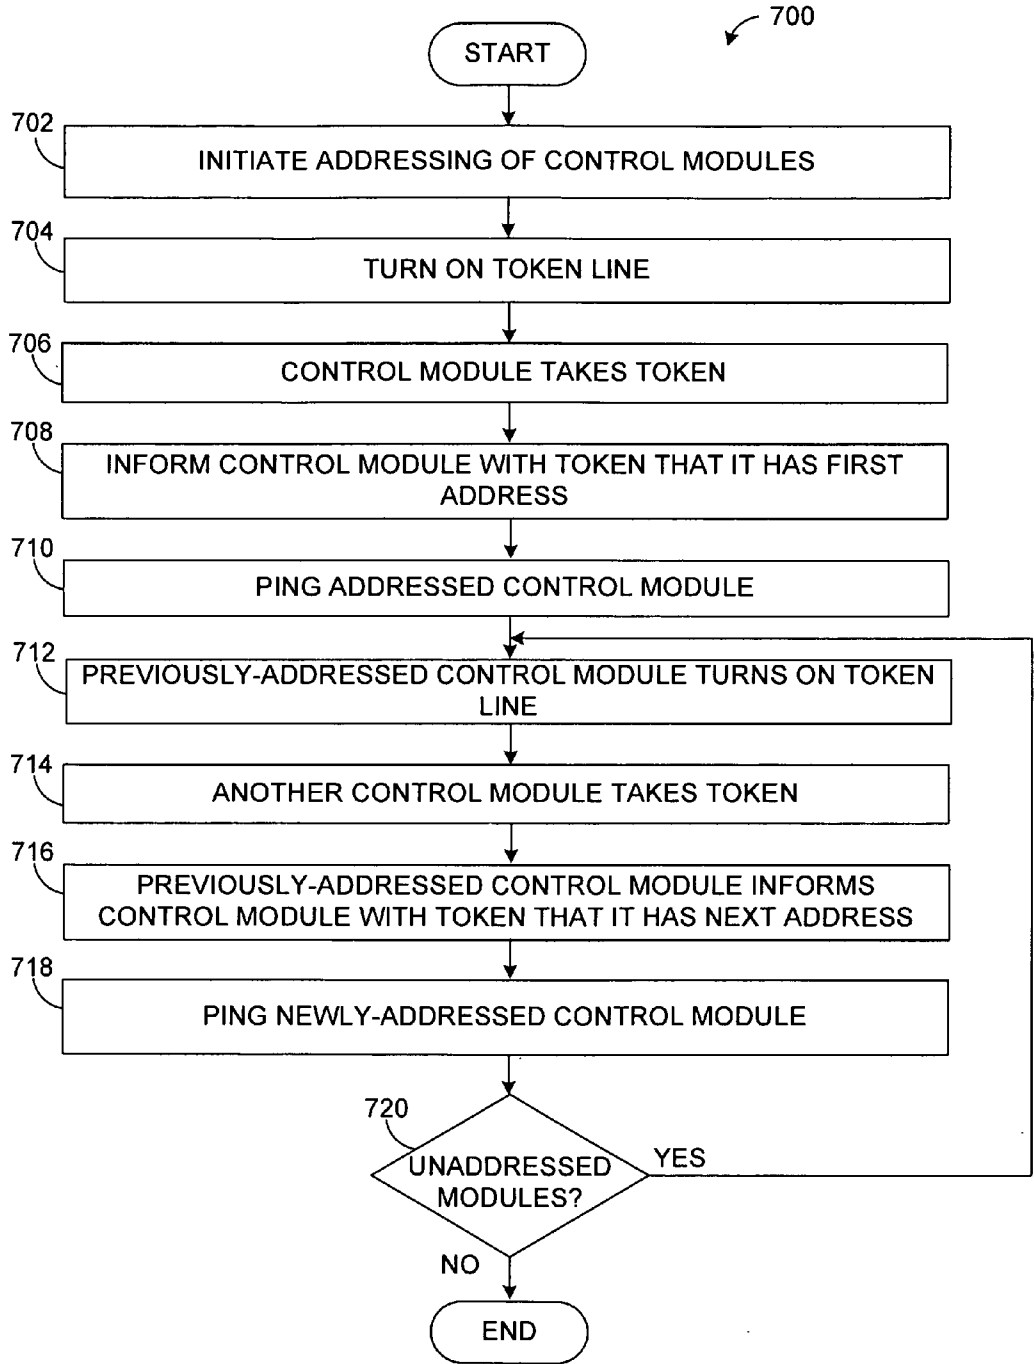 700
START
702
INITIATE ADDRESSING OF CONTROL MODULES
704
TURN ON TOKEN LINE
706
CONTROL MODULE TAKES TOKEN
708
INFORM CONTROL MODULE WITH TOKEN THAT IT HAS FIRST
ADDRESS
710
PING ADDRESSED CONTROL MODULE
712
PREVIOUSLY-ADDRESSED CONTROL MODULE TURNS ON TOKEN
LINE
714
ANOTHER CONTROL MODULE TAKES TOKEN
716
PREVIOUSLY-ADDRESSED CONTROL MODULE INFORMS
CONTROL MODULE WITH TOKEN THAT IT HAS NEXT ADDRESS
718
PING NEWLY-ADDRESSED CONTROL MODULE
720
UNADDRESSED
MODULES?
YES
NO
END